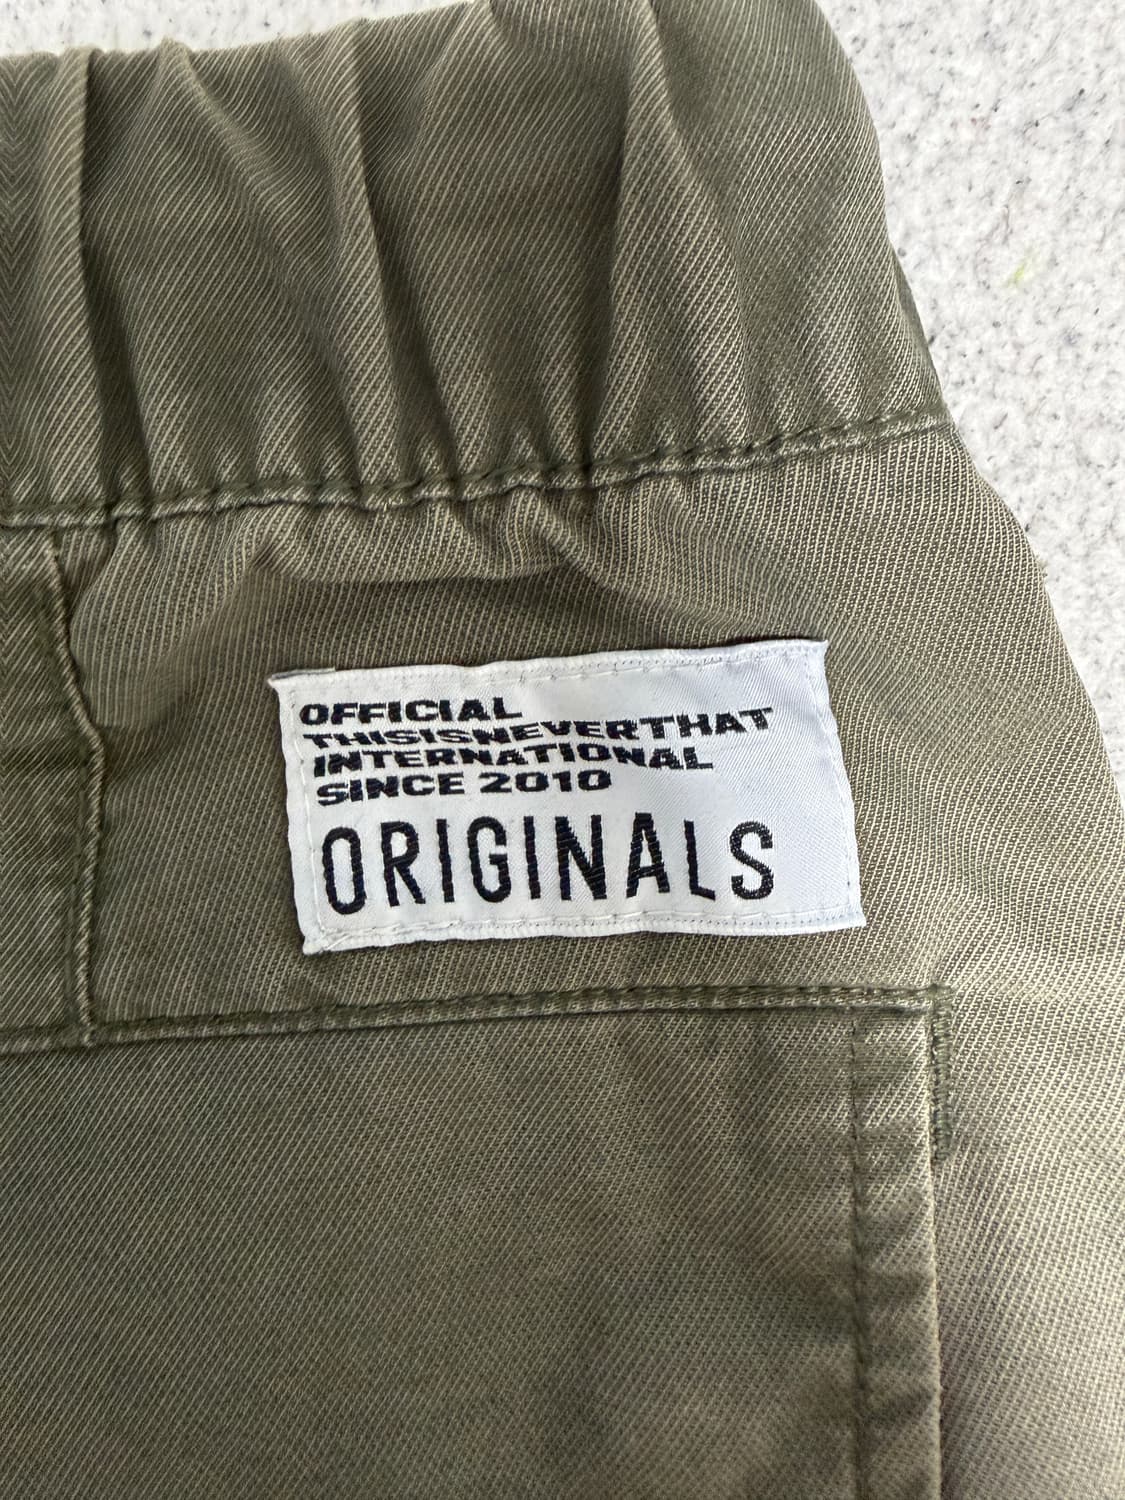 OFFICIAL
THISISNEVERTHAT
INTERNATIONAL
SINCE 2010
ORIGINALS